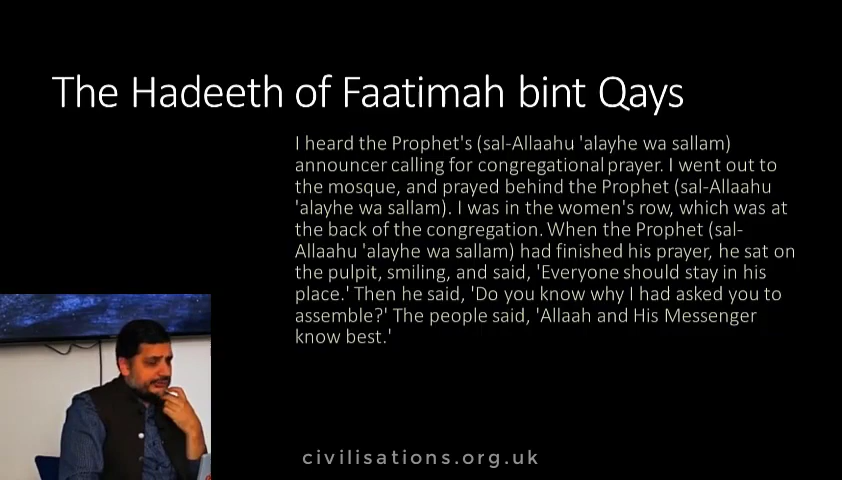 The Hadeeth of Faatimah bint Qays
I heard the Prophet's (sal-Allaahu 'alayhe wa sallam)
announcer calling for congregational prayer. I went out to
the mosque, and prayed behind the Prophet (sal-Allaahu
'alayhe wa sallam). I was in the women's row, which was at
the back of the congregation. When the Prophet (sal-
Allaahu 'alayhe wa sallam) had finished his prayer, he sat on
the pulpit, smiling, and said, 'Everyone should stay in his
place.' Then he said, 'Do you know why I had asked you to
assemble?' The people said, 'Allaah and His Messenger
know best.'
civilisations.org.uk